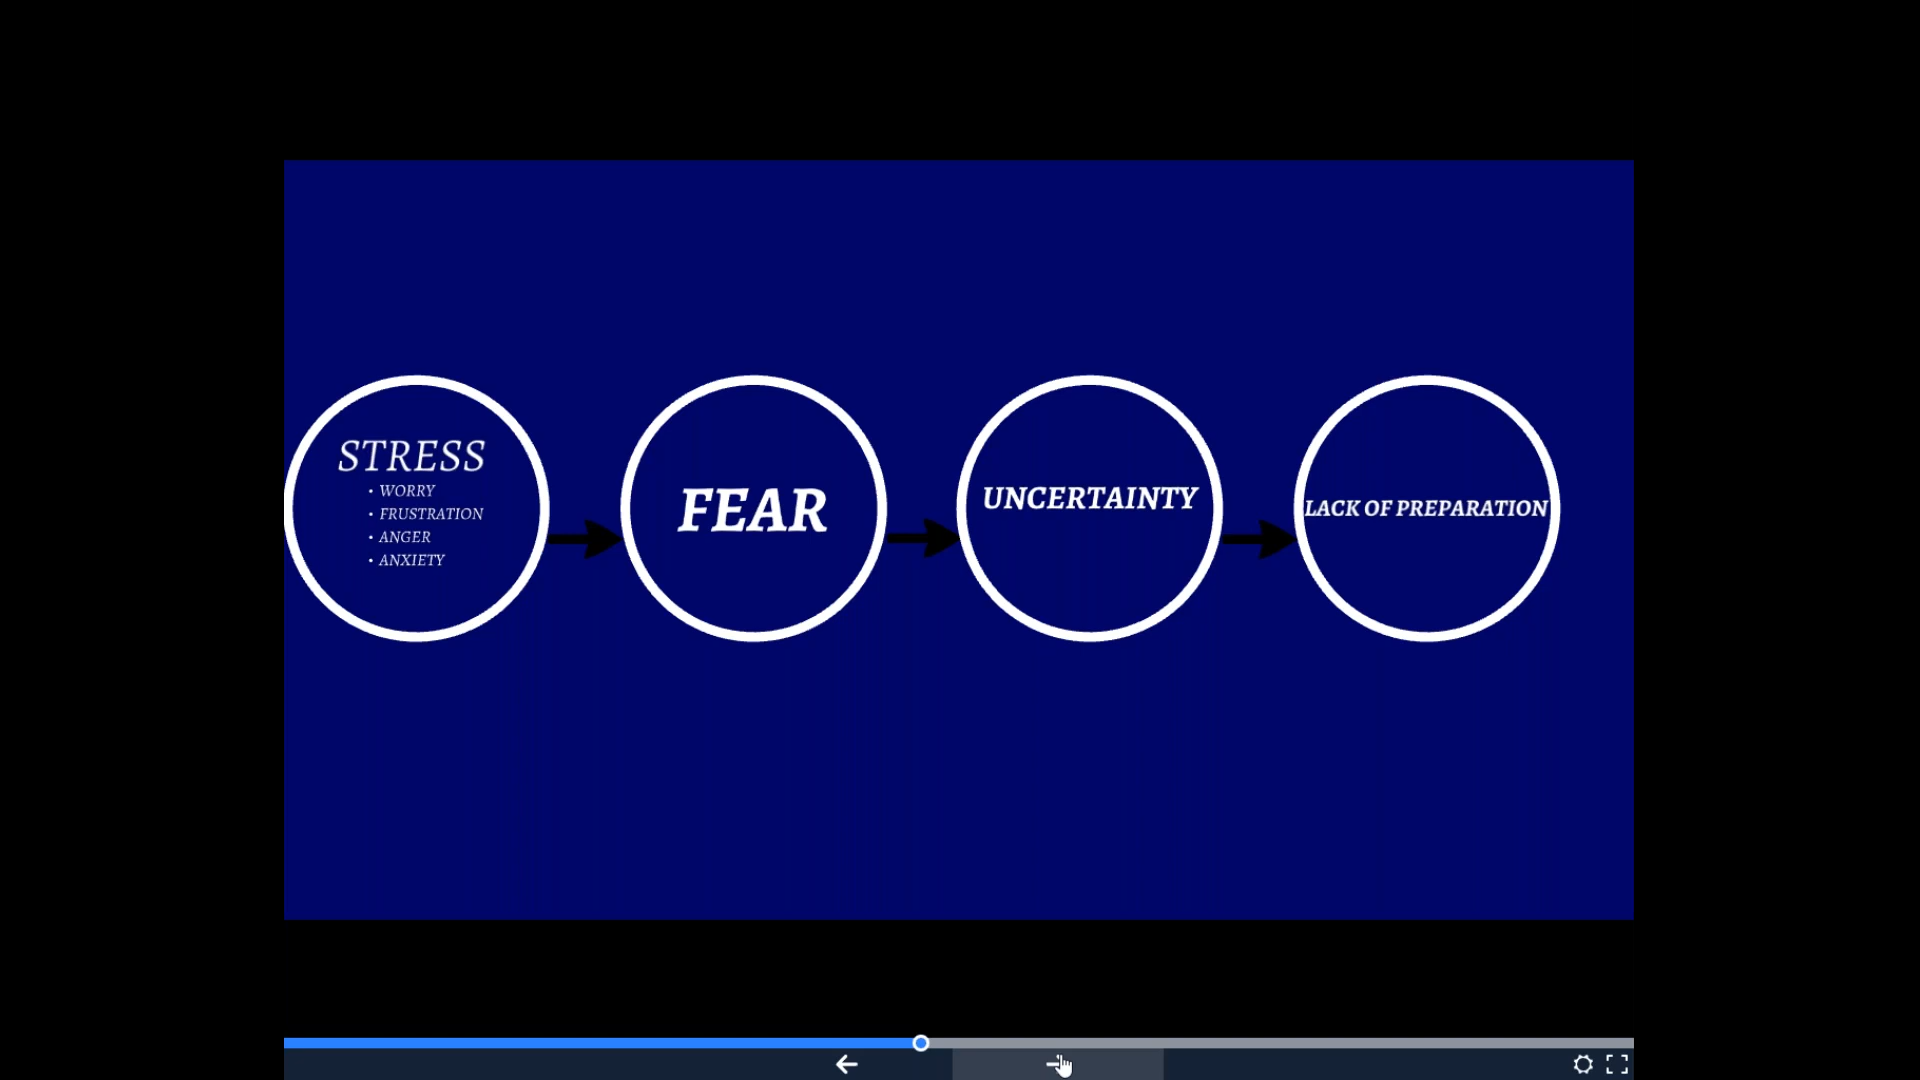 STRESS
• WORRY
• FRUSTRATION
• ANGER
• ANXIETY
FEAR
UNCERTAINTY
LACK OF PREPARATION